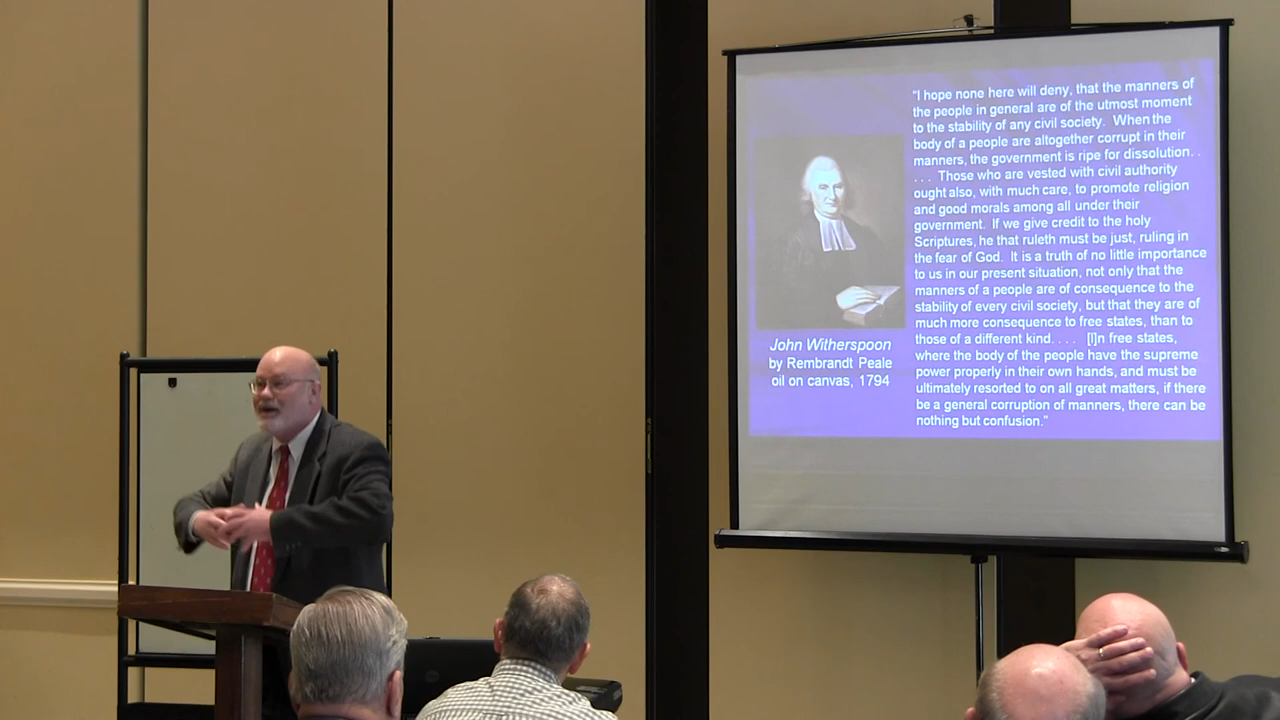 "I hope none here will deny, that the manners of
the people in general are of the utmost moment
to the stability of any civil society.  When the
body of a people are altogether corrupt in their
manners, the government is ripe for dissolution. .
. . .  Those who are vested with civil authority
ought also, with much care, to promote religion
and good morals among all under their
government.  If we give credit to the holy
Scriptures, he that ruleth must be just, ruling in
the fear of God.  It is a truth of no little importance
to us in our present situation, not only that the
manners of a people are of consequence to the
stability of every civil society, but that they are of
much more consequence to free states, than to
those of a different kind. . . .   [I]n free states,
where the body of the people have the supreme
power properly in their own hands, and must be
ultimately resorted to on all great matters, if there
be a general corruption of manners, there can be
nothing but confusion."
John Witherspoon
by Rembrandt Peale
oil on canvas, 1794